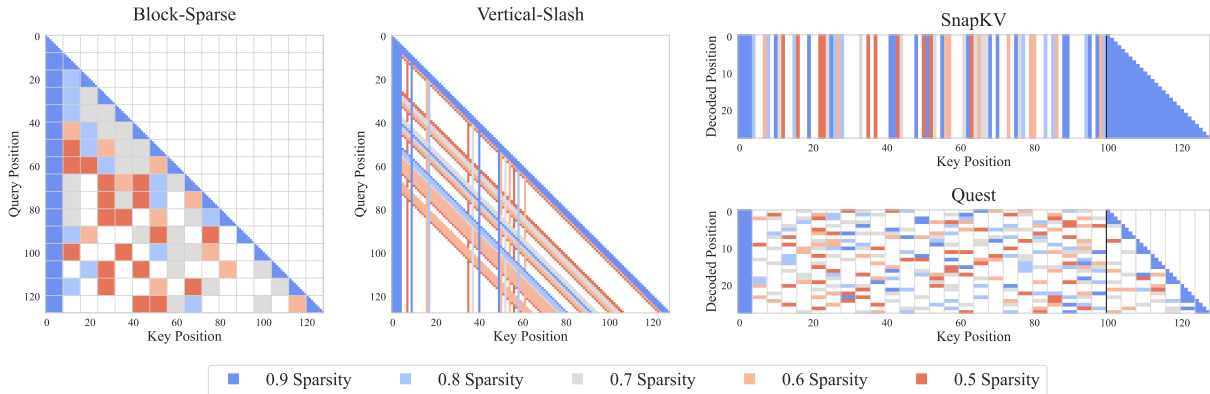 Block-Sparse
Query Position
0
20
40
60
80
100
120
0 20 40 60 80 100 120
Key Position
Vertical-Slash
Query Position
0
20
40
60
80
100
120
0 20 40 60 80 100 120
Key Position
SnapKV
Decoded Position
0
10
20
0 20 40 60 80 100 120
Key Position
Quest
Decoded Position
0
10
20
0 20 40 60 80 100 120
Key Position
0.9 Sparsity 0.8 Sparsity 0.7 Sparsity 0.6 Sparsity 0.5 Sparsity